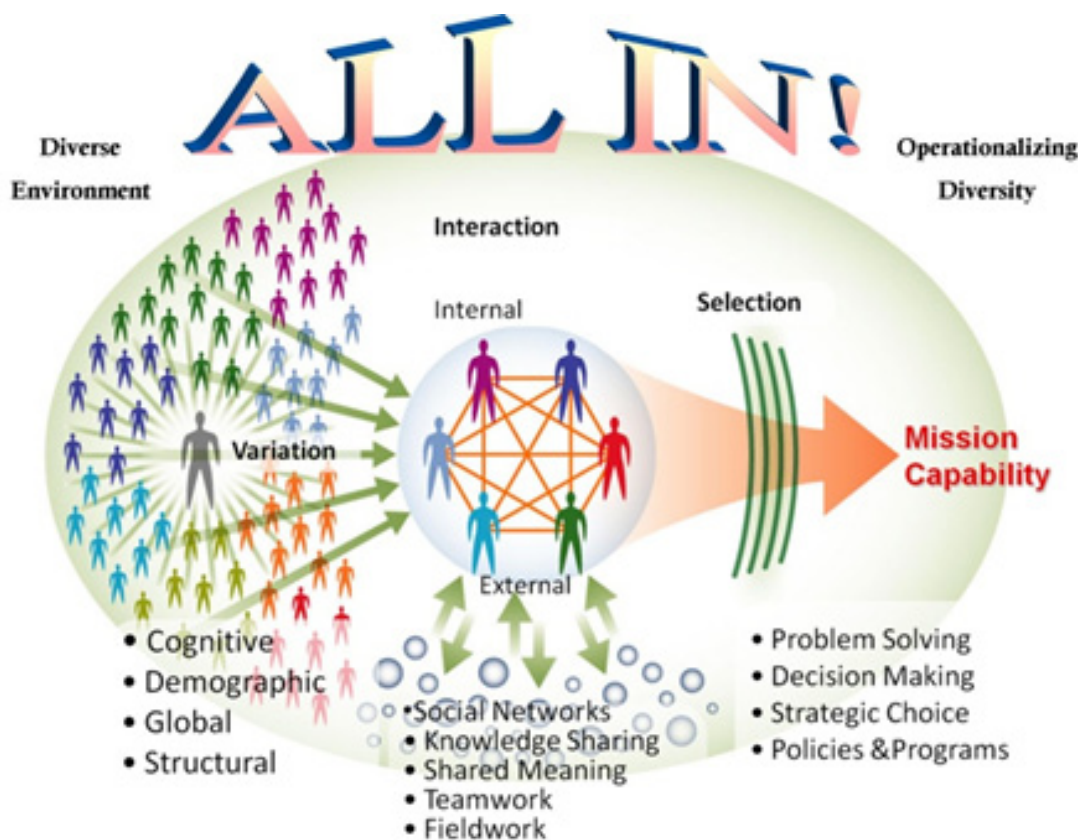 ALL IN!
Diverse
Environment
Operationalizing
Diversity
Interaction
Internal
Selection
Variation
Mission
Capability
External
• Cognitive
• Demographic
• Global
• Structural
•Social Networks
• Knowledge Sharing
• Shared Meaning
• Teamwork
• Fieldwork
• Problem Solving
• Decision Making
• Strategic Choice
• Policies &Programs